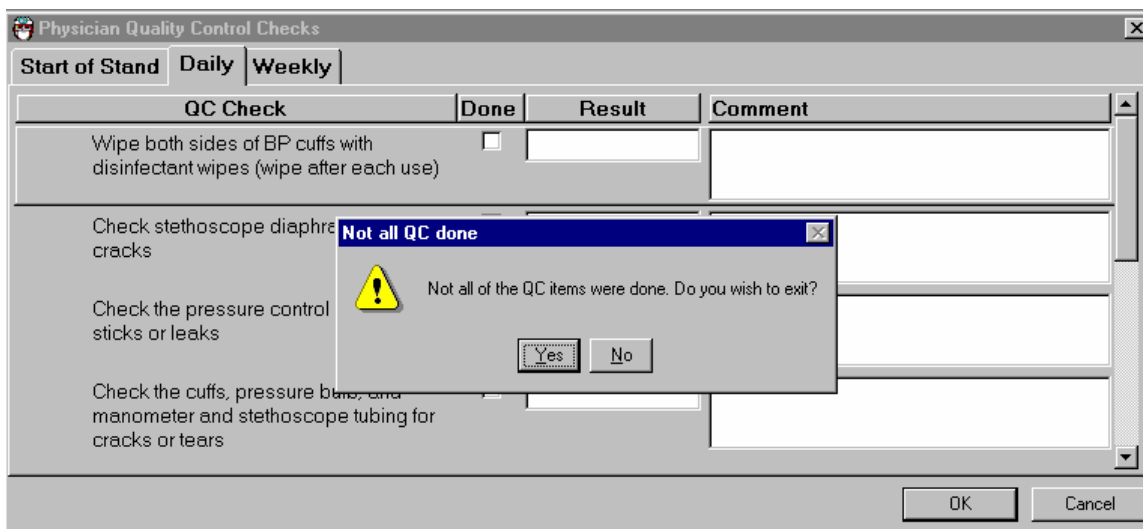 Physician Quality Control Checks
Start of Stand Daily Weekly
QC Check Done Result Comment
Wipe both sides of BP cuffs with
disinfectant wipes (wipe after each use)
Check stethoscope diaphra
cracks
Check the pressure control
sticks or leaks
Check the cuffs, pressure bulb, and
manometer and stethoscope tubing for
cracks or tears
Not all QC done
Not all of the QC items were done. Do you wish to exit?
Yes No
OK Cancel